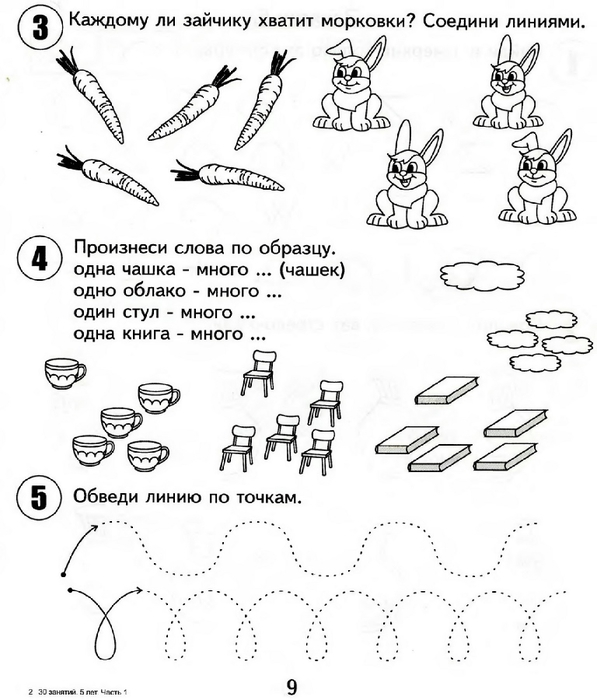 3 Каждому ли зайчику хватит морковки? Соедини линиями.
4 Произнеси слова по образцу.
одна чашка - много ... (чашек)
одно облако - много ...
один стул - много ...
одна книга - много ...
5 Обведи линию по точкам.
2 30 занятий. 5 лет. Часть 1
9